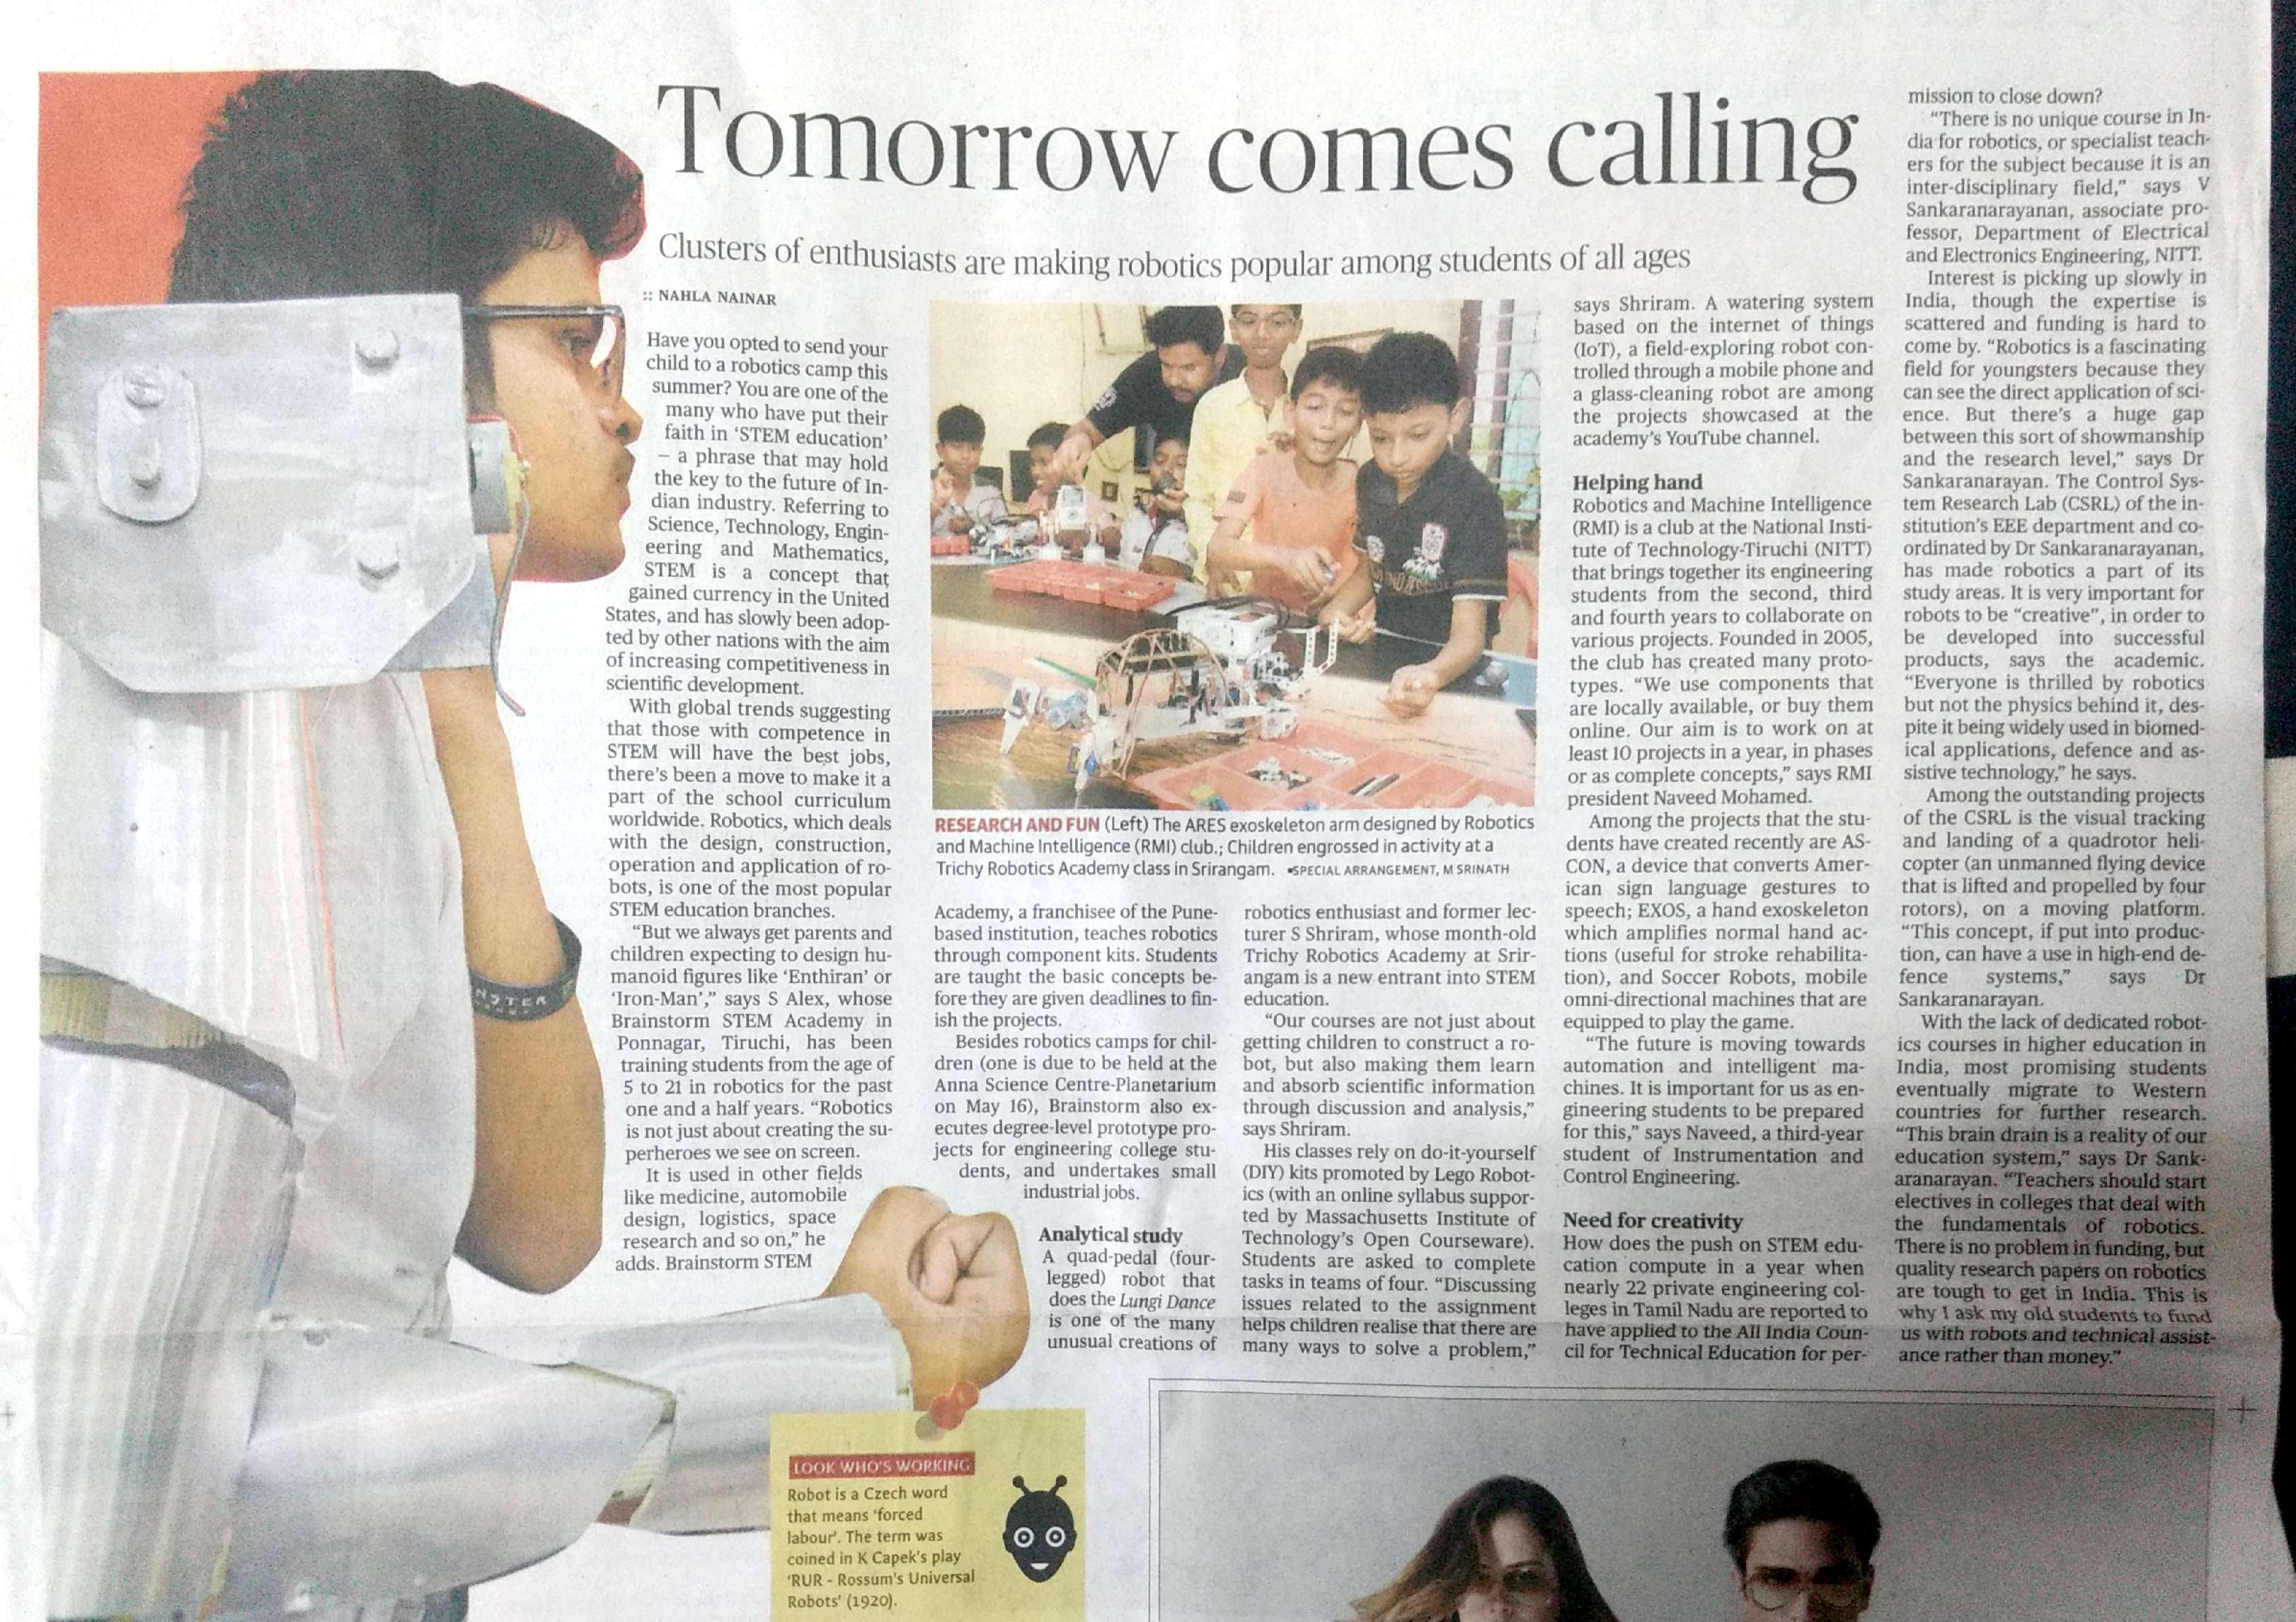 Tomorrow comes calling
Clusters of enthusiasts are making robotics popular among students of all ages
:: NAHLA NAINAR
Have you opted to send your
child to a robotics camp this
summer? You are one of the
many who have put their
faith in ‘STEM education’
– a phrase that may hold
the key to the future of In-
dian industry. Referring to
Science, Technology, Engin-
eering and Mathematics,
STEM is a concept that
gained currency in the United
States, and has slowly been adop-
ted by other nations with the aim
of increasing competitiveness in
scientific development.
With global trends suggesting
that those with competence in
STEM will have the best jobs,
there’s been a move to make it a
part of the school curriculum
worldwide. Robotics, which deals
with the design, construction,
operation and application of ro-
bots, is one of the most popular
STEM education branches.
“But we always get parents and
children expecting to design hu-
manoid figures like ‘Enthiran’ or
‘Iron-Man’,” says S Alex, whose
Brainstorm STEM Academy in
Ponnagar, Tiruchi, has been
training students from the age of
5 to 21 in robotics for the past
one and a half years. “Robotics
is not just about creating the su-
perheroes we see on screen.
It is used in other fields
like medicine, automobile
design, logistics, space
research and so on,” he
adds. Brainstorm STEM
RESEARCH AND FUN (Left) The ARES exoskeleton arm designed by Robotics
and Machine Intelligence (RMI) club.; Children engrossed in activity at a
Trichy Robotics Academy class in Srirangam. ▪SPECIAL ARRANGEMENT, M SRINATH
Academy, a franchisee of the Pune-
based institution, teaches robotics
through component kits. Students
are taught the basic concepts be-
fore they are given deadlines to fin-
ish the projects.
Besides robotics camps for chil-
dren (one is due to be held at the
Anna Science Centre-Planetarium
on May 16), Brainstorm also ex-
ecutes degree-level prototype pro-
jects for engineering college stu-
dents, and undertakes small
industrial jobs.
Analytical study
A quad-pedal (four-
legged) robot that
does the Lungi Dance
is one of the many
unusual creations of
robotics enthusiast and former lec-
turer S Shriram, whose month-old
Trichy Robotics Academy at Srir-
angam is a new entrant into STEM
education.
“Our courses are not just about
getting children to construct a ro-
bot, but also making them learn
and absorb scientific information
through discussion and analysis,”
says Shriram.
His classes rely on do-it-yourself
(DIY) kits promoted by Lego Robot-
ics (with an online syllabus suppor-
ted by Massachusetts Institute of
Technology’s Open Courseware).
Students are asked to complete
tasks in teams of four. “Discussing
issues related to the assignment
helps children realise that there are
many ways to solve a problem,”
says Shriram. A watering system
based on the internet of things
(IoT), a field-exploring robot con-
trolled through a mobile phone and
a glass-cleaning robot are among
the projects showcased at the
academy’s YouTube channel.
Helping hand
Robotics and Machine Intelligence
(RMI) is a club at the National Insti-
tute of Technology-Tiruchi (NITT)
that brings together its engineering
students from the second, third
and fourth years to collaborate on
various projects. Founded in 2005,
the club has created many proto-
types. “We use components that
are locally available, or buy them
online. Our aim is to work on at
least 10 projects in a year, in phases
or as complete concepts,” says RMI
president Naveed Mohamed.
Among the projects that the stu-
dents have created recently are AS-
CON, a device that converts Amer-
ican sign language gestures to
speech; EXOS, a hand exoskeleton
which amplifies normal hand ac-
tions (useful for stroke rehabilita-
tion), and Soccer Robots, mobile
omni-directional machines that are
equipped to play the game.
“The future is moving towards
automation and intelligent ma-
chines. It is important for us as en-
gineering students to be prepared
for this,” says Naveed, a third-year
student of Instrumentation and
Control Engineering.
Need for creativity
How does the push on STEM edu-
cation compute in a year when
nearly 22 private engineering col-
leges in Tamil Nadu are reported to
have applied to the All India Coun-
cil for Technical Education for per-
mission to close down?
“There is no unique course in In-
dia for robotics, or specialist teach-
ers for the subject because it is an
inter-disciplinary field,” says V
Sankaranarayanan, associate pro-
fessor, Department of Electrical
and Electronics Engineering, NITT.
Interest is picking up slowly in
India, though the expertise is
scattered and funding is hard to
come by. “Robotics is a fascinating
field for youngsters because they
can see the direct application of sci-
ence. But there’s a huge gap
between this sort of showmanship
and the research level,” says Dr
Sankaranarayan. The Control Sys-
tem Research Lab (CSRL) of the in-
stitution’s EEE department and co-
ordinated by Dr Sankaranarayanan,
has made robotics a part of its
study areas. It is very important for
robots to be “creative”, in order to
be developed into successful
products, says the academic.
“Everyone is thrilled by robotics
but not the physics behind it, des-
pite it being widely used in biomed-
ical applications, defence and as-
sistive technology,” he says.
Among the outstanding projects
of the CSRL is the visual tracking
and landing of a quadrotor heli-
copter (an unmanned flying device
that is lifted and propelled by four
rotors), on a moving platform.
“This concept, if put into produc-
tion, can have a use in high-end de-
fence systems,” says Dr
Sankaranarayan.
With the lack of dedicated robot-
ics courses in higher education in
India, most promising students
eventually migrate to Western
countries for further research.
“This brain drain is a reality of our
education system,” says Dr Sank-
aranarayan. “Teachers should start
electives in colleges that deal with
the fundamentals of robotics.
There is no problem in funding, but
quality research papers on robotics
are tough to get in India. This is
why I ask my old students to fund
us with robots and technical assist-
ance rather than money.”
LOOK WHO’S WORKING
Robot is a Czech word
that means ‘forced
labour’. The term was
coined in K Capek’s play
‘RUR - Rossum’s Universal
Robots’ (1920).